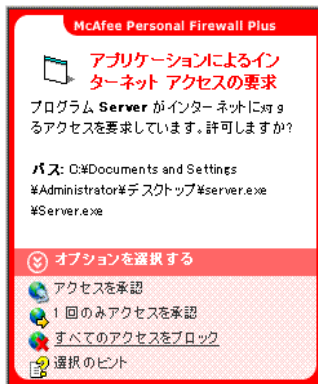 McAfee Personal Firewall Plus
アプリケーションによるイン
ターネット アクセスの要求
プログラム Server がインターネットに対す
るアクセスを要求しています。許可しますか?
パス: C:¥Documents and Settings
¥Administrator¥デスクトップ¥server.exe
¥Server.exe
オプションを選択する
アクセスを承認
1 回のみアクセスを承認
すべてのアクセスをブロック
選択のヒント